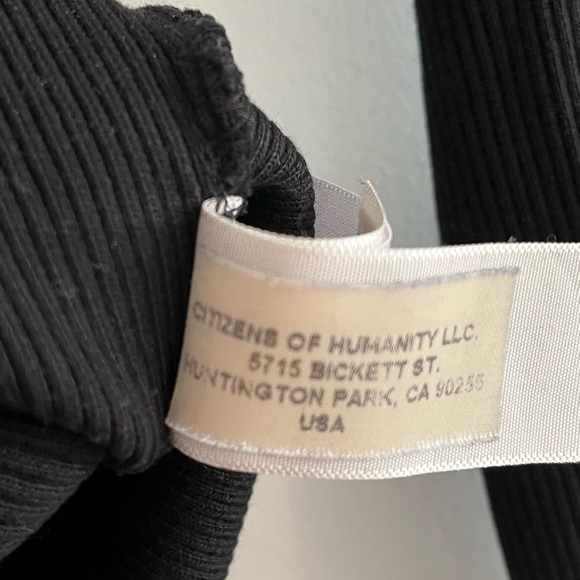 CITIZENS OF HUMANITY LLC.
5715 BICKETT ST.
HUNTINGTON PARK, CA 90255
USA